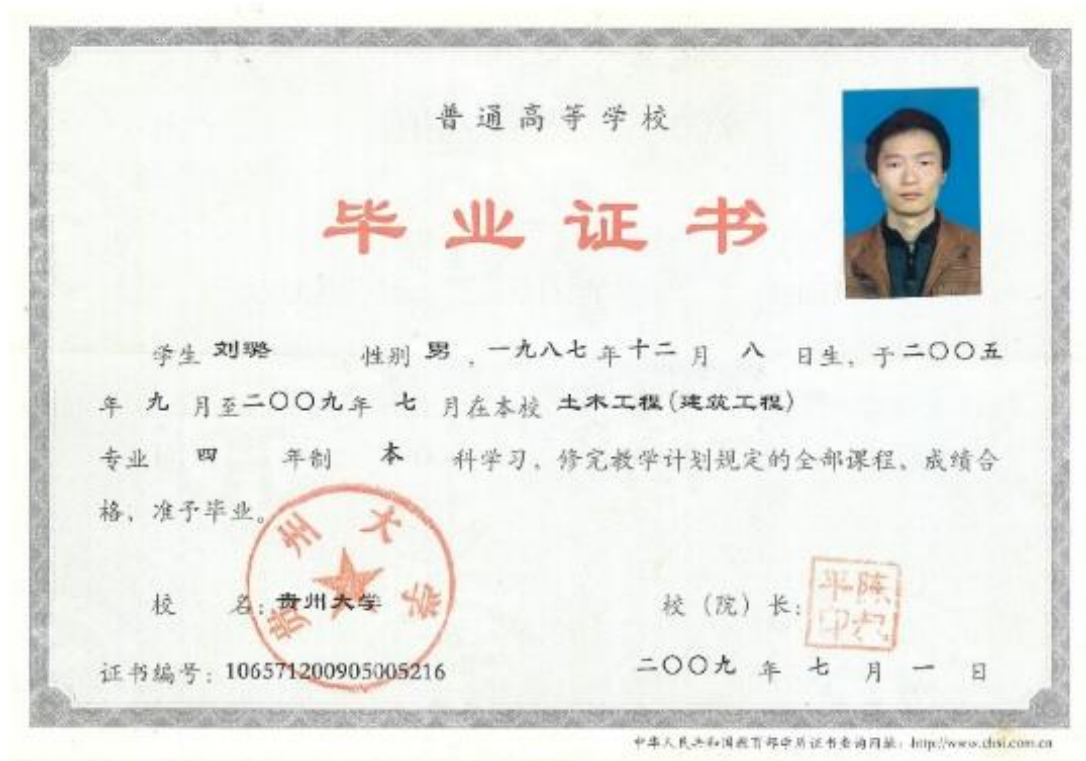 普通高等学校
毕业证书
学生 刘璐 性别 男 , 一九八七 年 十二 月 八 日生, 于 二〇〇五
年 九 月至 二〇〇九 年 七 月在本校 土木工程(建筑工程)
专业 四 年制 本 科学习, 修完教学计划规定的全部课程, 成绩合
格, 准予毕业。
贵州大学
校 名: 贵州大学 校 (院) 长:
证书编号: 106571200905005216 二〇〇九 年 七 月 一 日
中华人民共和国教育部学历证书查询网址: http://www.chsi.com.cn